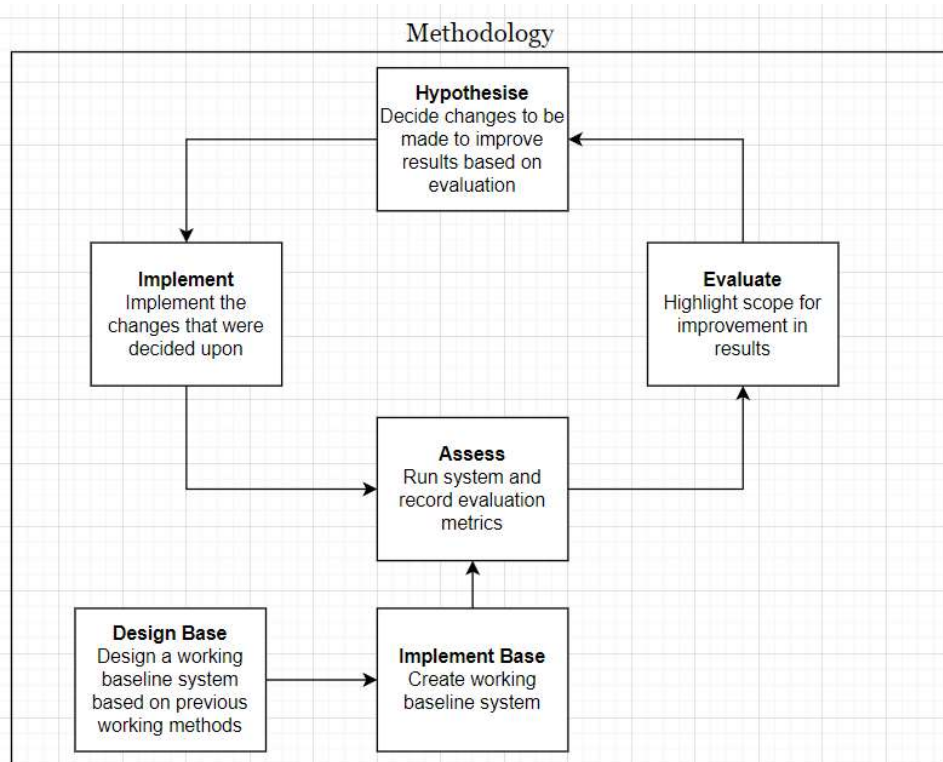 Methodology
Hypothesise
Decide changes to be
made to improve
results based on
evaluation
Implement
Implement the
changes that were
decided upon
Evaluate
Highlight scope for
improvement in
results
Assess
Run system and
record evaluation
metrics
Design Base
Design a working
baseline system
based on previous
working methods
Implement Base
Create working
baseline system